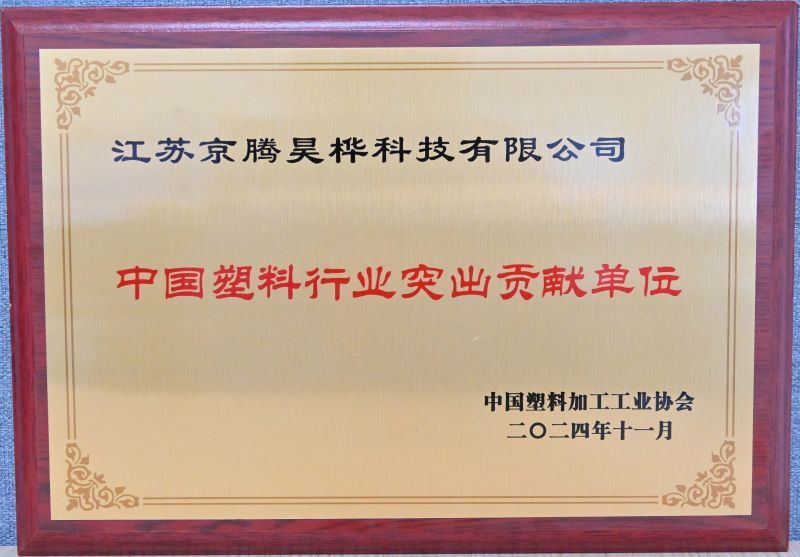 江苏京腾昊桦科技有限公司
中国塑料行业突出贡献单位
中国塑料加工工业协会
二〇二四年十一月